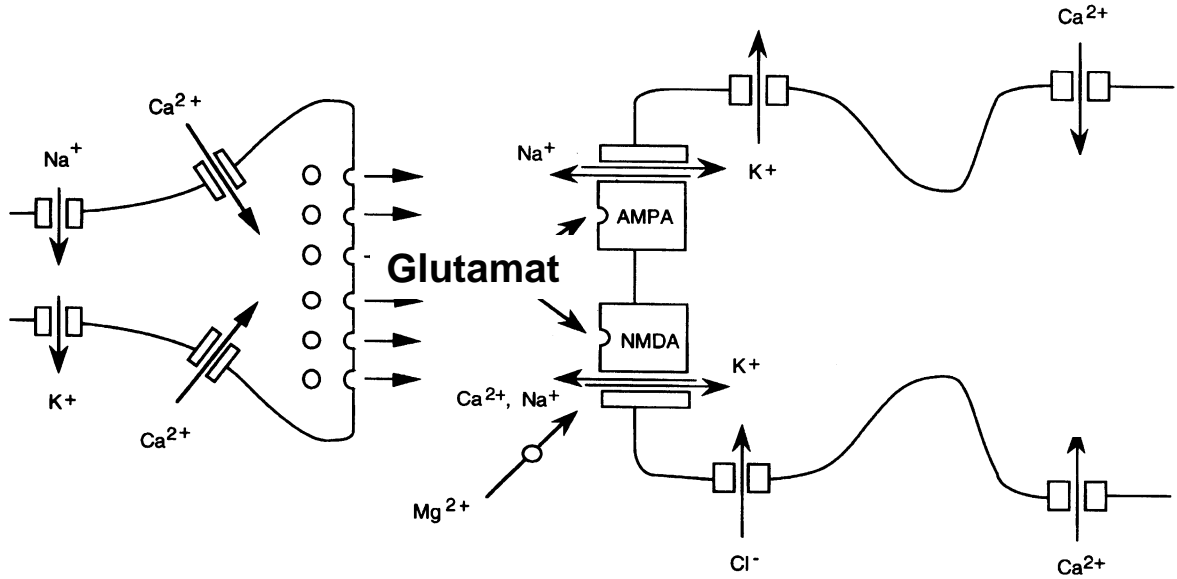 Ca2+
Ca2+
Na+
Na+
K+
AMPA
Glutamat
NMDA
K+
Ca2+, Na+
K+
Ca2+
Mg2+
Cl-
Ca2+